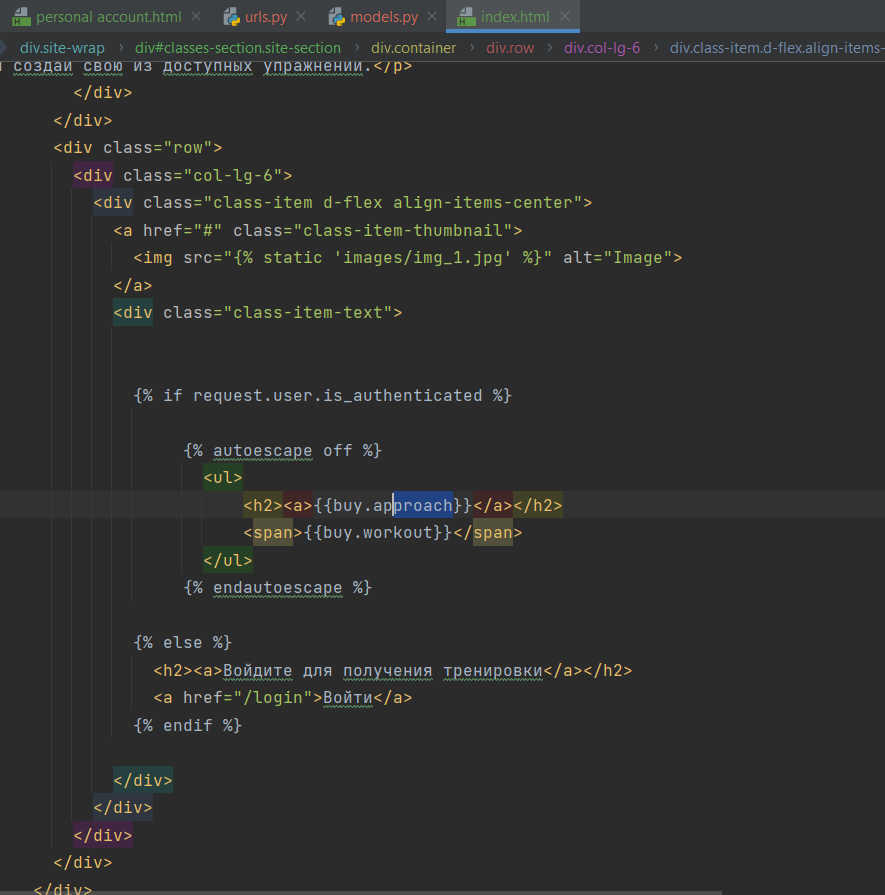 personal account.html urls.py models.py index.html
div.site-wrap div#classes-section.site-section div.container div.row div.col-lg-6 div.class-item.d-flex.align-items-
создай свою из доступных упражнений.</p>
</div>
</div>
<div class="row">
<div class="col-lg-6">
<div class="class-item d-flex align-items-center">
<a href="#" class="class-item-thumbnail">
<img src="{% static 'images/img_1.jpg' %}" alt="Image">
</a>
<div class="class-item-text">
{% if request.user.is_authenticated %}
{% autoescape off %}
<ul>
<h2><a>{{buy.approach}}</a></h2>
<span>{{buy.workout}}</span>
</ul>
{% endautoescape %}
{% else %}
<h2><a>Войдите для получения тренировки</a></h2>
<a href="/login">Войти</a>
{% endif %}
</div>
</div>
</div>
</div>
</div>